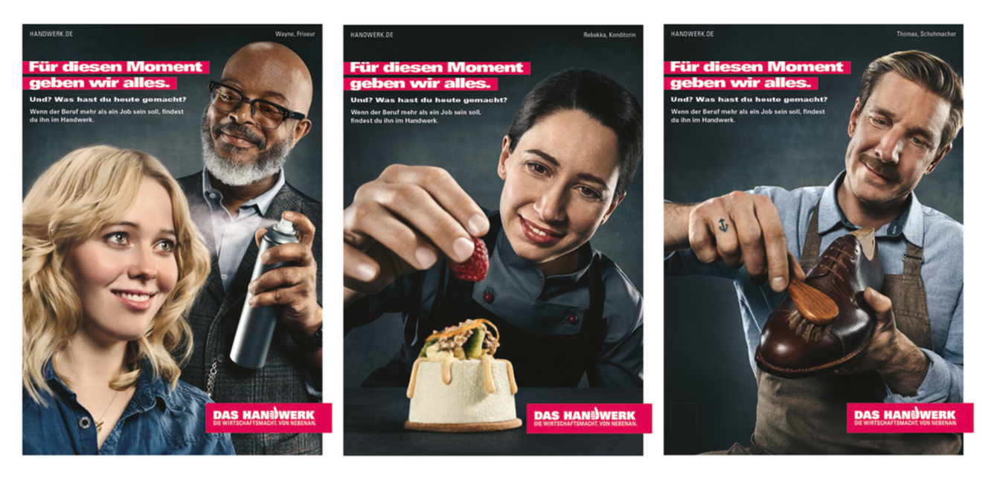 HANDWERK.DE
Wayne, Friseur
Für diesen Moment
geben wir alles.
Und? Was hast du heute gemacht?
Wenn der Beruf mehr als ein Job sein soll, findest
du ihn im Handwerk.
DAS HANDWERK
DIE WIRTSCHAFTSMACHT. VON NEBENAN.
HANDWERK.DE
Rebekka, Konditorin
Für diesen Moment
geben wir alles.
Und? Was hast du heute gemacht?
Wenn der Beruf mehr als ein Job sein soll,
findest du ihn im Handwerk.
DAS HANDWERK
DIE WIRTSCHAFTSMACHT. VON NEBENAN.
HANDWERK.DE
Thomas, Schuhmacher
Für diesen Moment
geben wir alles.
Und? Was hast du heute gemacht?
Wenn der Beruf mehr als ein Job sein soll, findest
du ihn im Handwerk.
DAS HANDWERK
DIE WIRTSCHAFTSMACHT. VON NEBENAN.